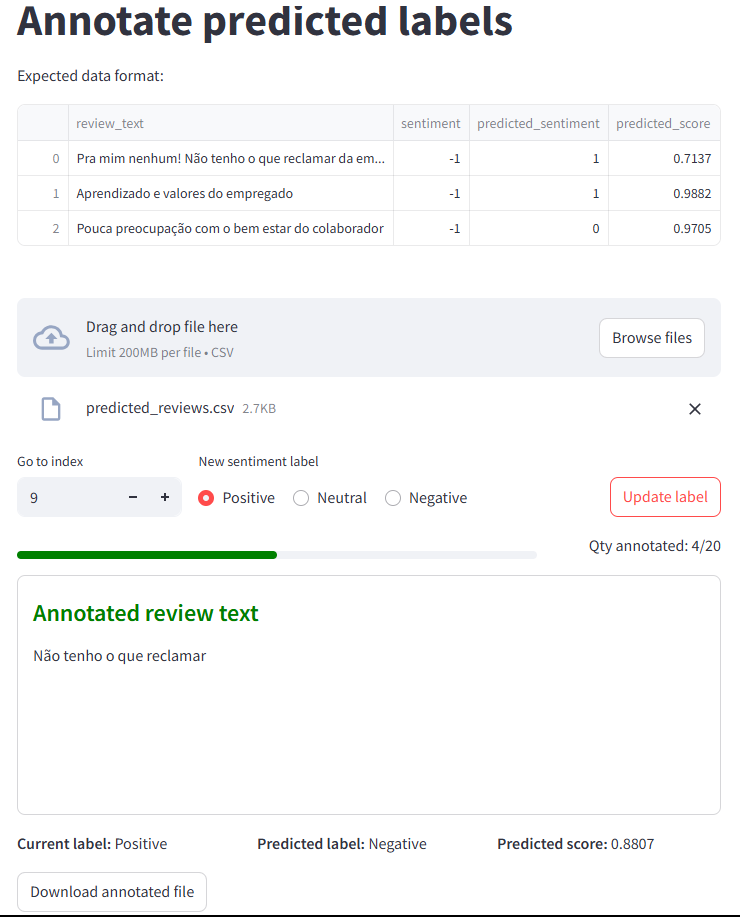 Annotate predicted labels
Expected data format:
review_text sentiment predicted_sentiment predicted_score
0 Pra mim nenhum! Não tenho o que reclamar da em... -1 1 0.7137
1 Aprendizado e valores do empregado -1 1 0.9882
2 Pouca preocupação com o bem estar do colaborador -1 0 0.9705
Drag and drop file here
Limit 200MB per file • CSV
Browse files
predicted_reviews.csv 2.7KB
Go to index
New sentiment label
9 − +
Positive Neutral Negative
Update label
Qty annotated: 4/20
Annotated review text
Não tenho o que reclamar
Current label: Positive Predicted label: Negative Predicted score: 0.8807
Download annotated file